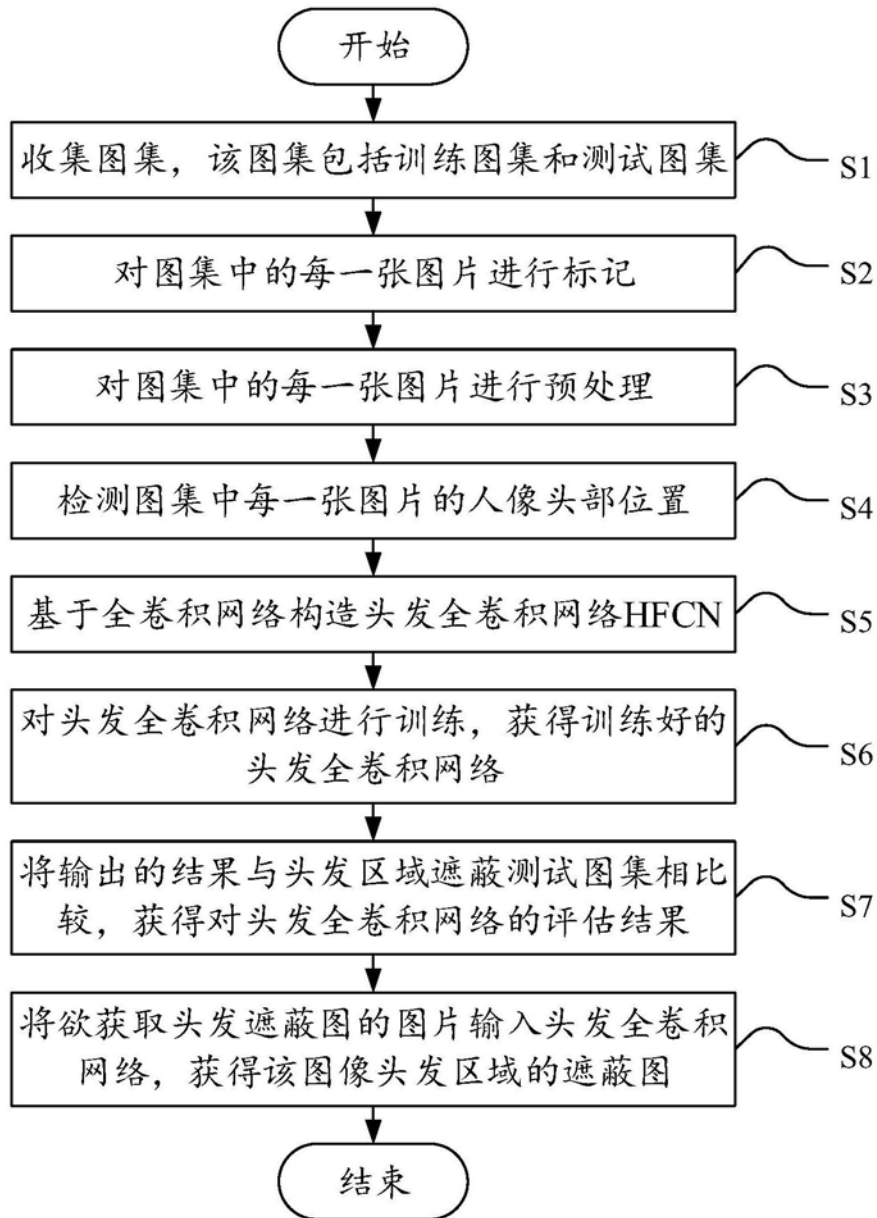 开始
收集图集，该图集包括训练图集和测试图集
S1
对图集中的每一张图片进行标记
S2
对图集中的每一张图片进行预处理
S3
检测图集中每一张图片的人像头部位置
S4
基于全卷积网络构造头发全卷积网络HFCN
S5
对头发全卷积网络进行训练，获得训练好的
头发全卷积网络
S6
将输出的结果与头发区域遮蔽测试图集相比
较，获得对头发全卷积网络的评估结果
S7
将欲获取头发遮蔽图的图片输入头发全卷积
网络，获得该图像头发区域的遮蔽图
S8
结束